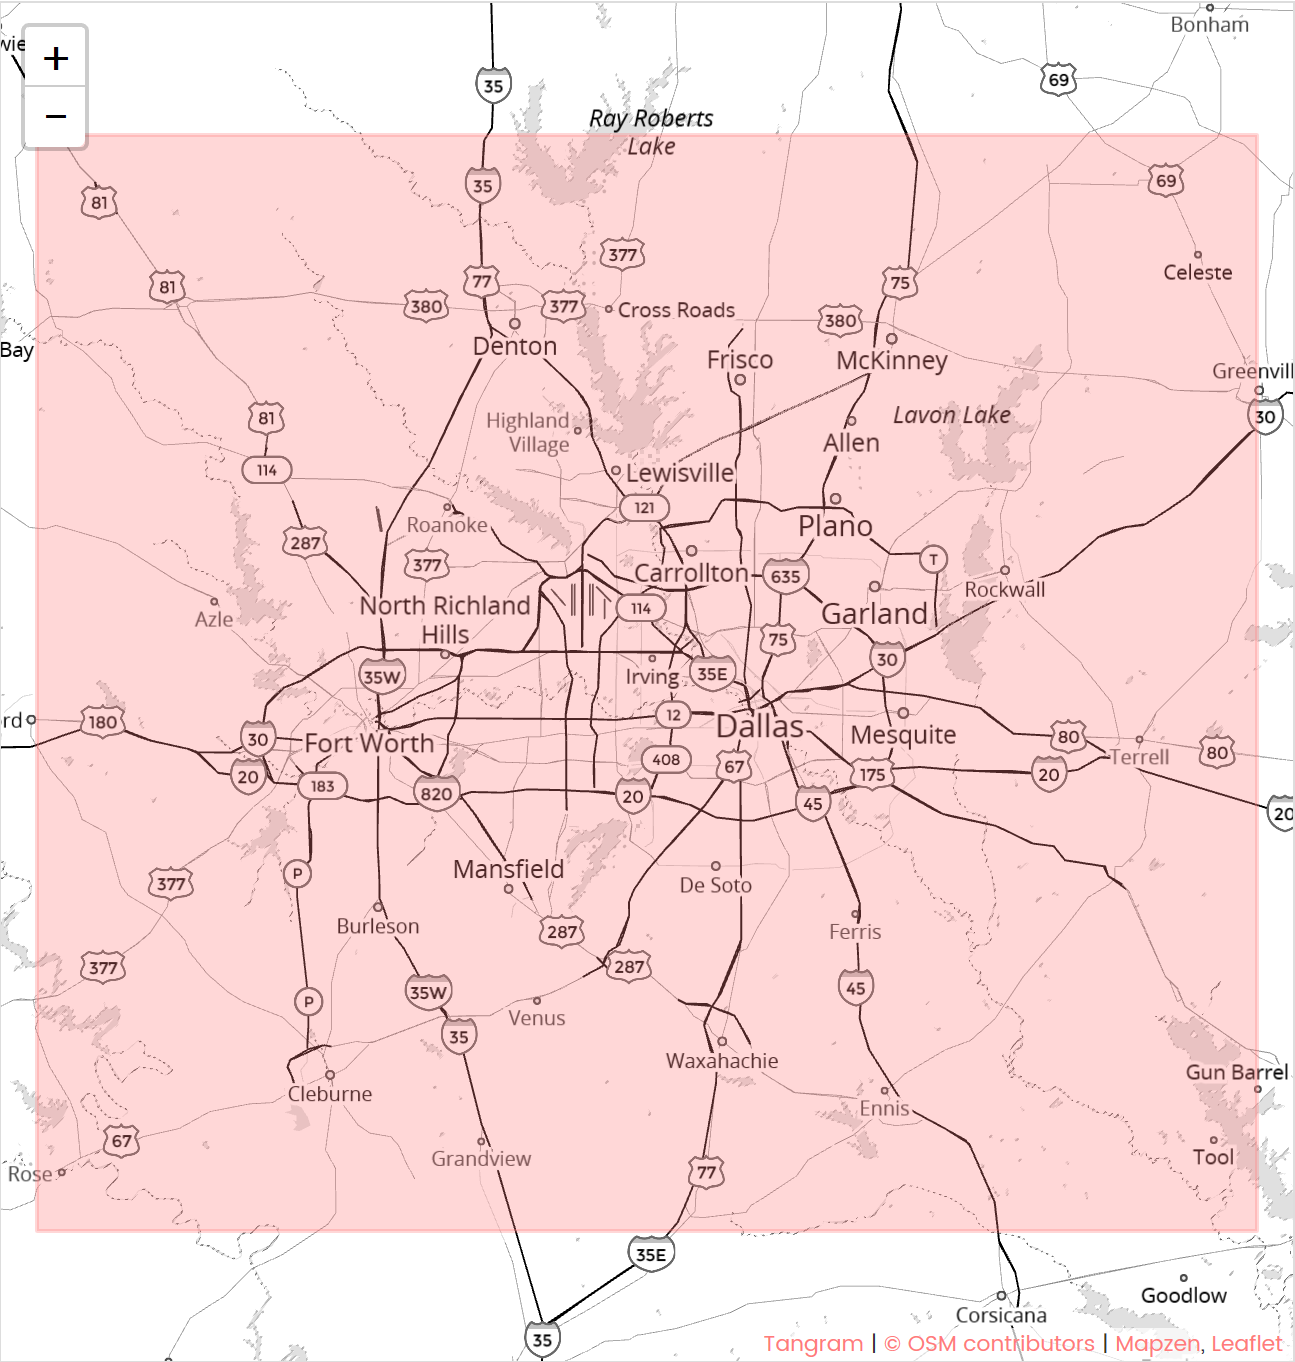 Bonham
wie
+
35
69
−
Ray Roberts
Lake
35
69
81
377
Celeste
77
75
81
380
377
Cross Roads
380
Denton
Frisco
McKinney
Bay
Greenvill
81
Highland
Village
Lavon Lake
30
Allen
114
Lewisville
121
Roanoke
Plano
287
377
Carrollton
635
T
Rockwall
North Richland
Hills
114
Garland
Azle
75
35W
Irving
35E
30
rd
180
12
Dallas
Mesquite
30
Fort Worth
80
80
Terrell
20
183
820
408
67
175
20
20
45
20
Mansfield
P
377
De Soto
Burleson
287
Ferris
377
287
35W
P
45
Venus
35
Waxahachie
Gun Barrel
Cleburne
Ennis
67
Grandview
Tool
Rose
77
35E
Goodlow
Corsicana
35
Tangram | © OSM contributors | Mapzen, Leaflet